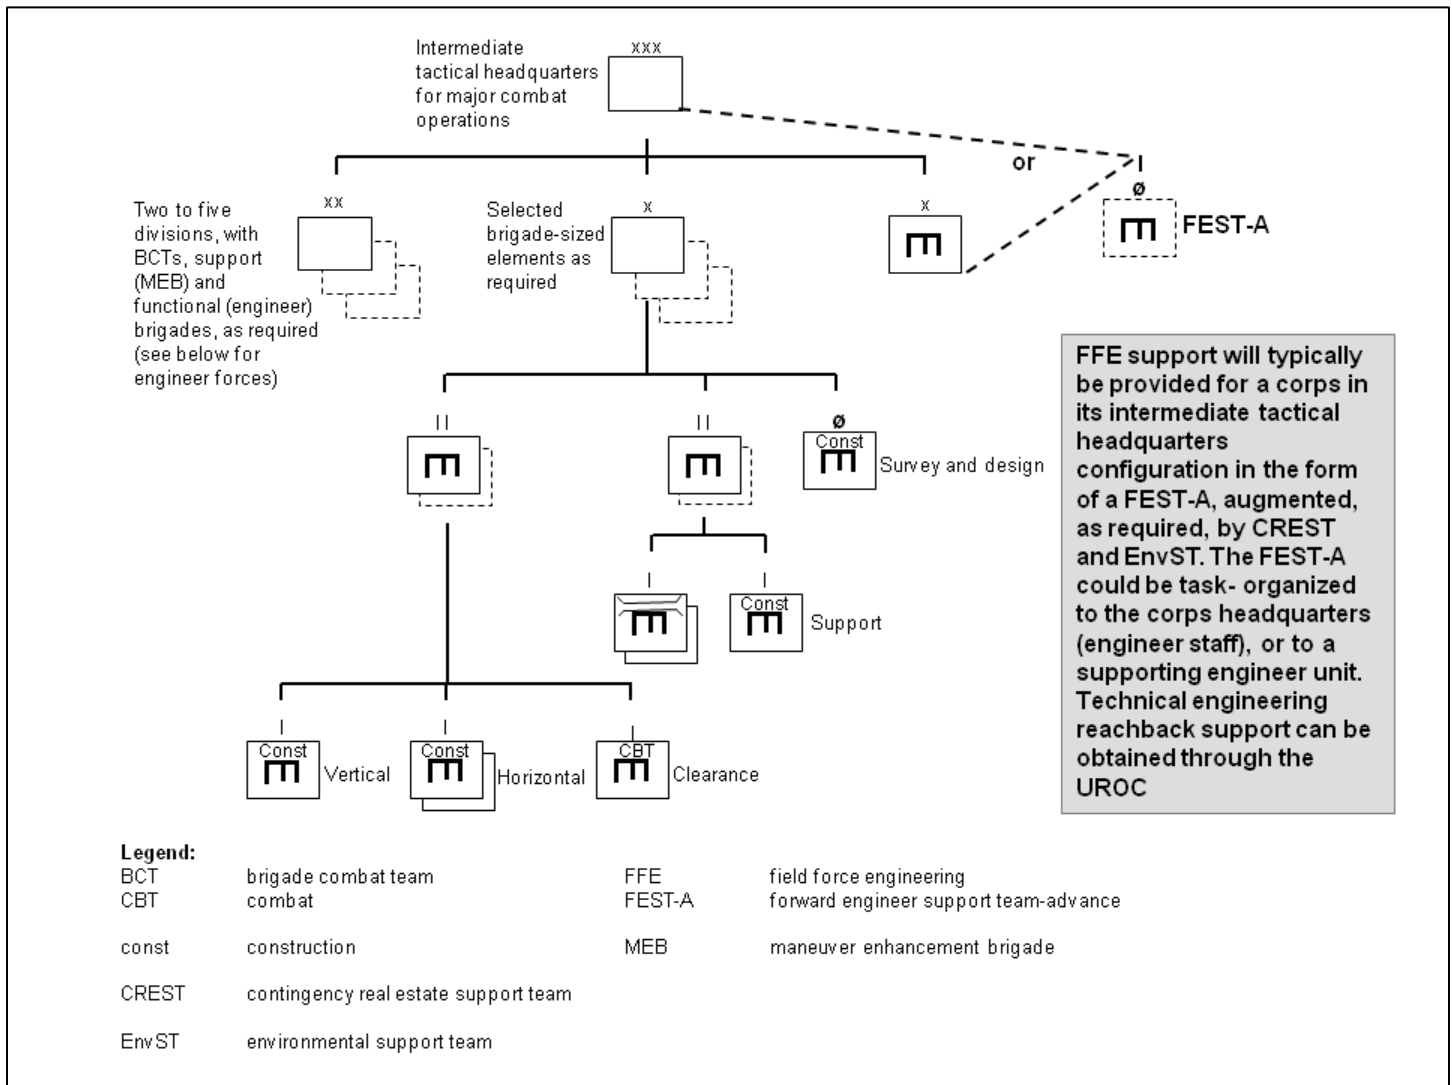 Intermediate
tactical headquarters
for major combat
operations
xxx
or
ø
FEST-A
Two to five
divisions, with
BCTs, support
(MEB) and
functional (engineer)
brigades, as required
(see below for
engineer forces)
xx
Selected
brigade-sized
elements as
required
x
x
FFE support will typically
be provided for a corps in
its intermediate tactical
headquarters
configuration in the form
of a FEST-A, augmented,
as required, by CREST
and EnvST. The FEST-A
could be task- organized
to the corps headquarters
(engineer staff), or to a
supporting engineer unit.
Technical engineering
reachback support can be
obtained through the
UROC
I I
I I
ø
Const
Survey and design
I
I
Const
Support
I
Const
Vertical
I
Const
Horizontal
I
CBT
Clearance
Legend:
BCT brigade combat team
CBT combat
const construction
CREST contingency real estate support team
EnvST environmental support team
FFE field force engineering
FEST-A forward engineer support team-advance
MEB maneuver enhancement brigade